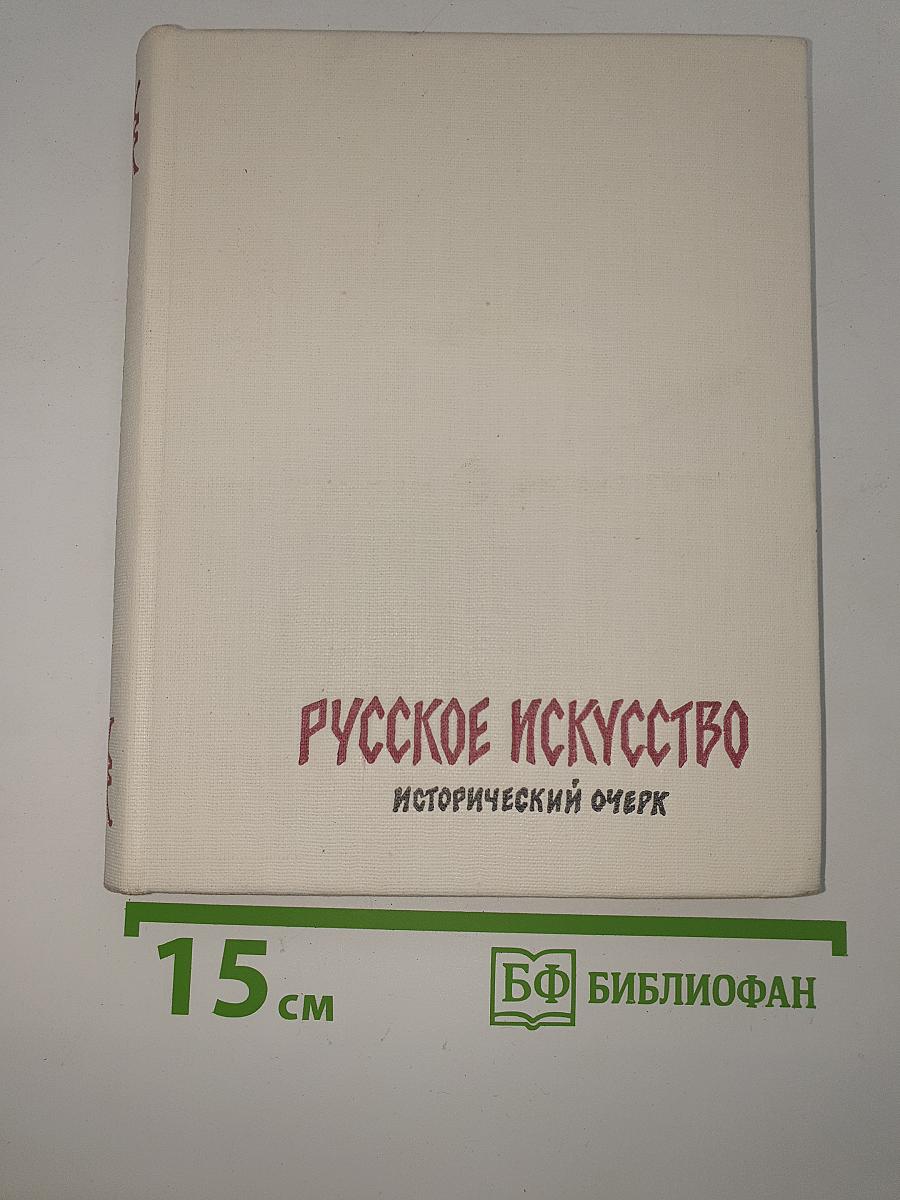 РУССКОЕ ИСКУССТВО
ИСТОРИЧЕСКИЙ ОЧЕРК
15 см
БФ БИБЛИОФАН